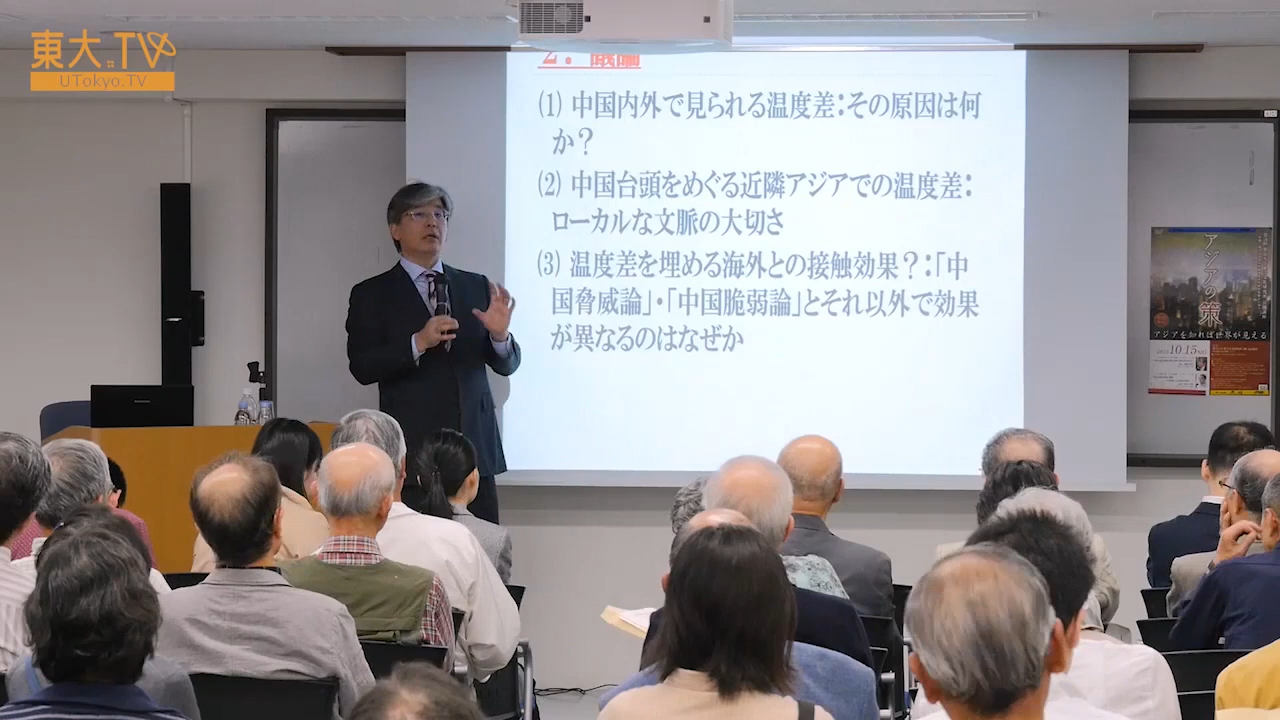 東大TV
UTokyo.TV
2．議論
(1) 中国内外で見られる温度差：その原因は何
か？
(2) 中国台頭をめぐる近隣アジアでの温度差：
ローカルな文脈の大切さ
(3) 温度差を埋める海外との接触効果？：「中
国脅威論」・「中国脆弱論」とそれ以外で効果
が異なるのはなぜか
アジアの策
アジアを知れば世界が見える
10.15